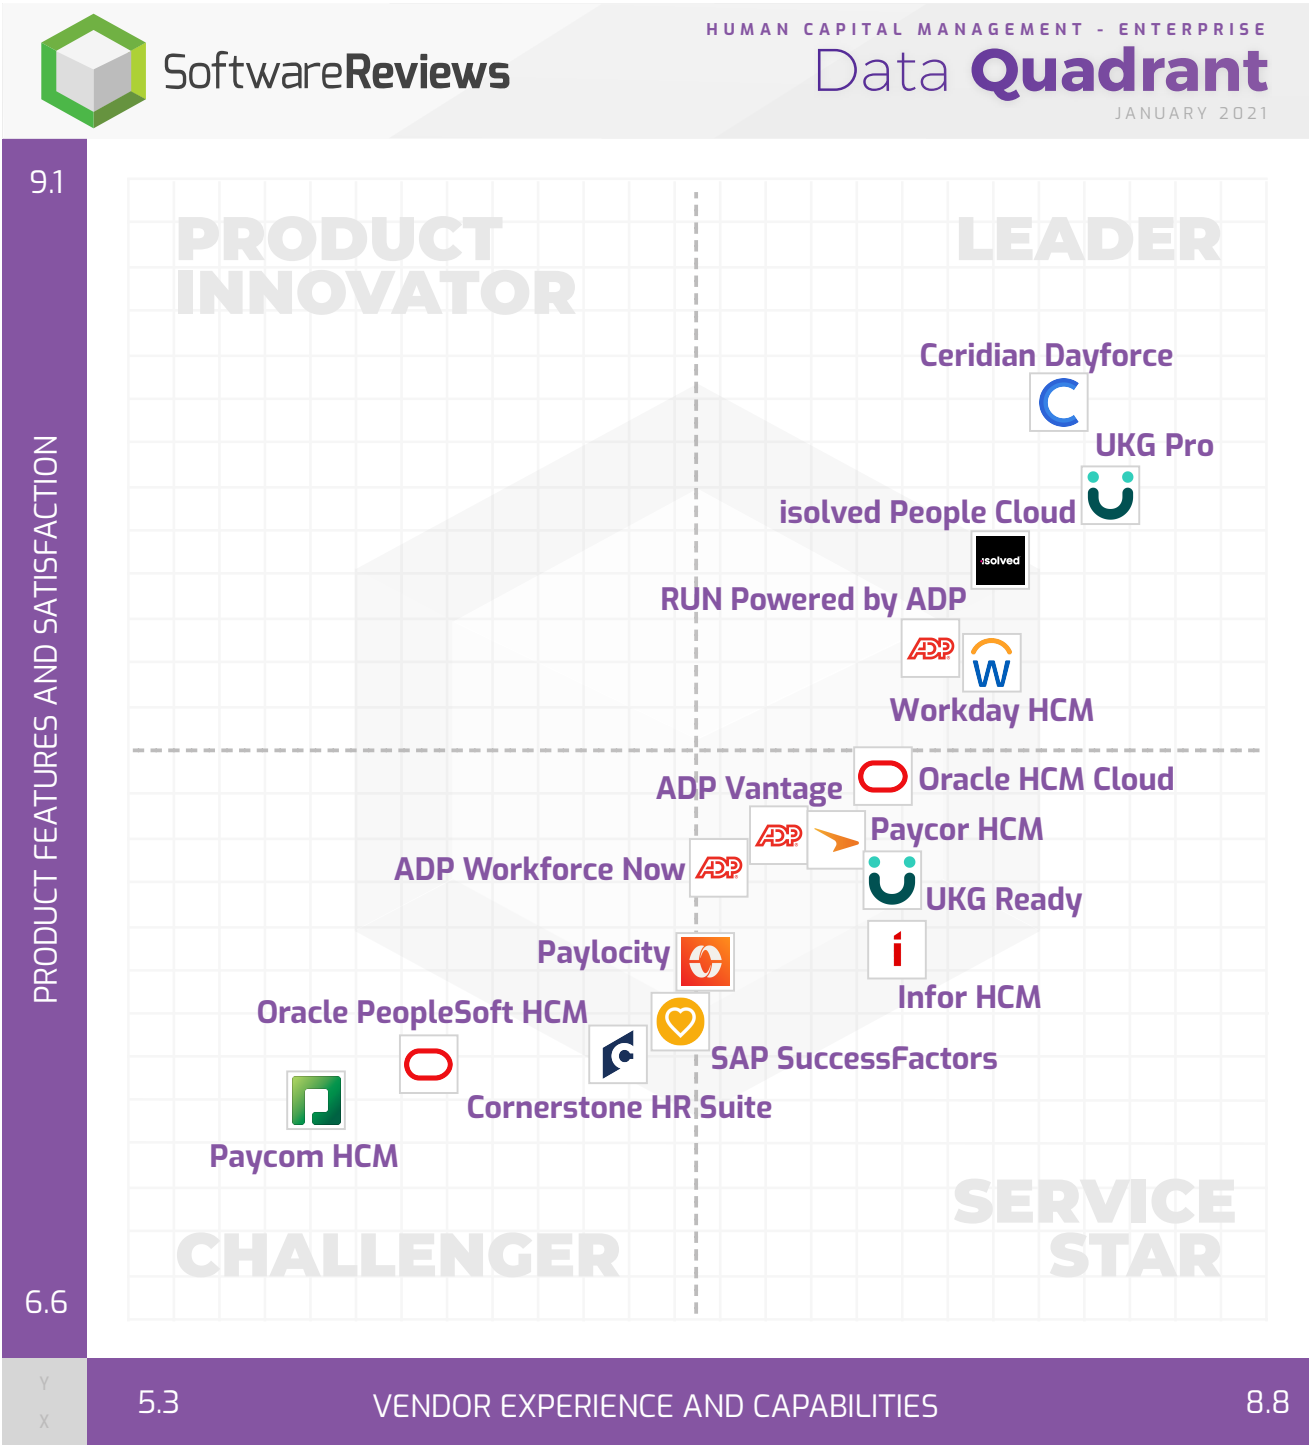 SoftwareReviews
HUMAN CAPITAL MANAGEMENT - ENTERPRISE
Data Quadrant
JANUARY 2021
9.1
PRODUCT FEATURES AND SATISFACTION
6.6
PRODUCT
INNOVATOR
LEADER
Ceridian Dayforce
UKG Pro
isolved People Cloud
isolved
RUN Powered by ADP
ADP
W
Workday HCM
Oracle HCM Cloud
ADP Vantage
ADP
Paycor HCM
ADP Workforce Now
ADP
UKG Ready
Paylocity
Infor HCM
Oracle PeopleSoft HCM
SAP SuccessFactors
Cornerstone HR Suite
Paycom HCM
SERVICE
STAR
CHALLENGER
Y
X
5.3
VENDOR EXPERIENCE AND CAPABILITIES
8.8